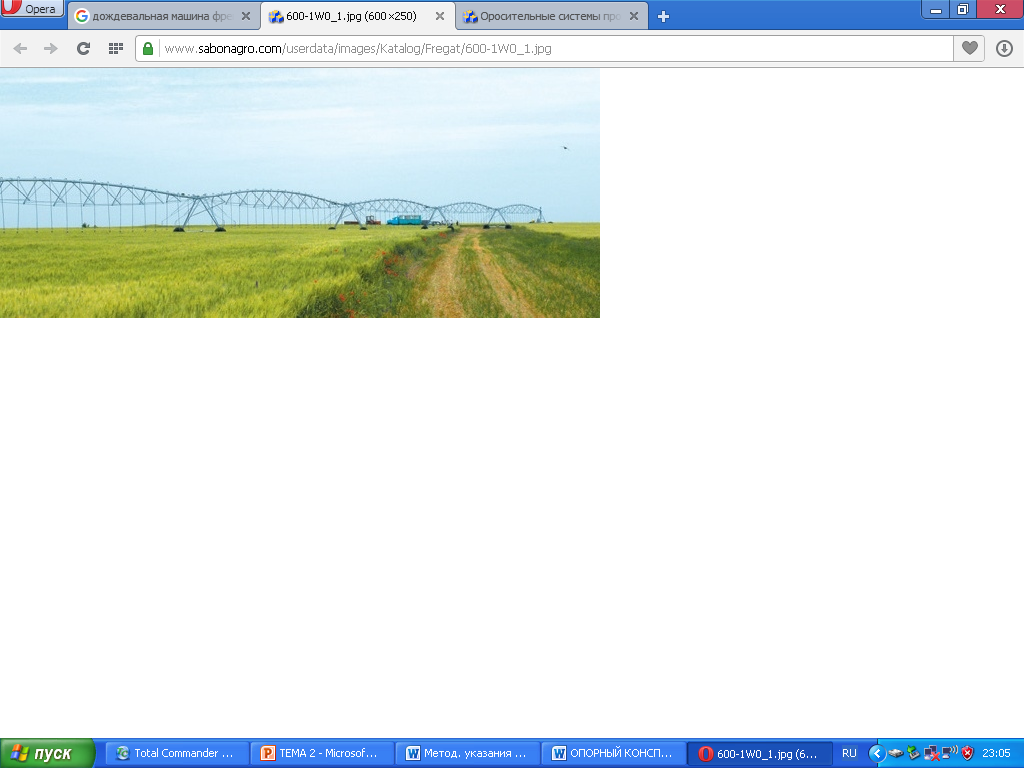 Opera
дождевальная машина фре
600-1W0_1.jpg (600×250)
Оросительные системы про
www.sabonagro.com/userdata/images/Katalog/Fregat/600-1W0_1.jpg
пуск
Total Commander ...
ТЕМА 2 - Microsof...
Метод. указания ...
ОПОРНЫЙ КОНСП...
600-1W0_1.jpg (6...
RU
23:05